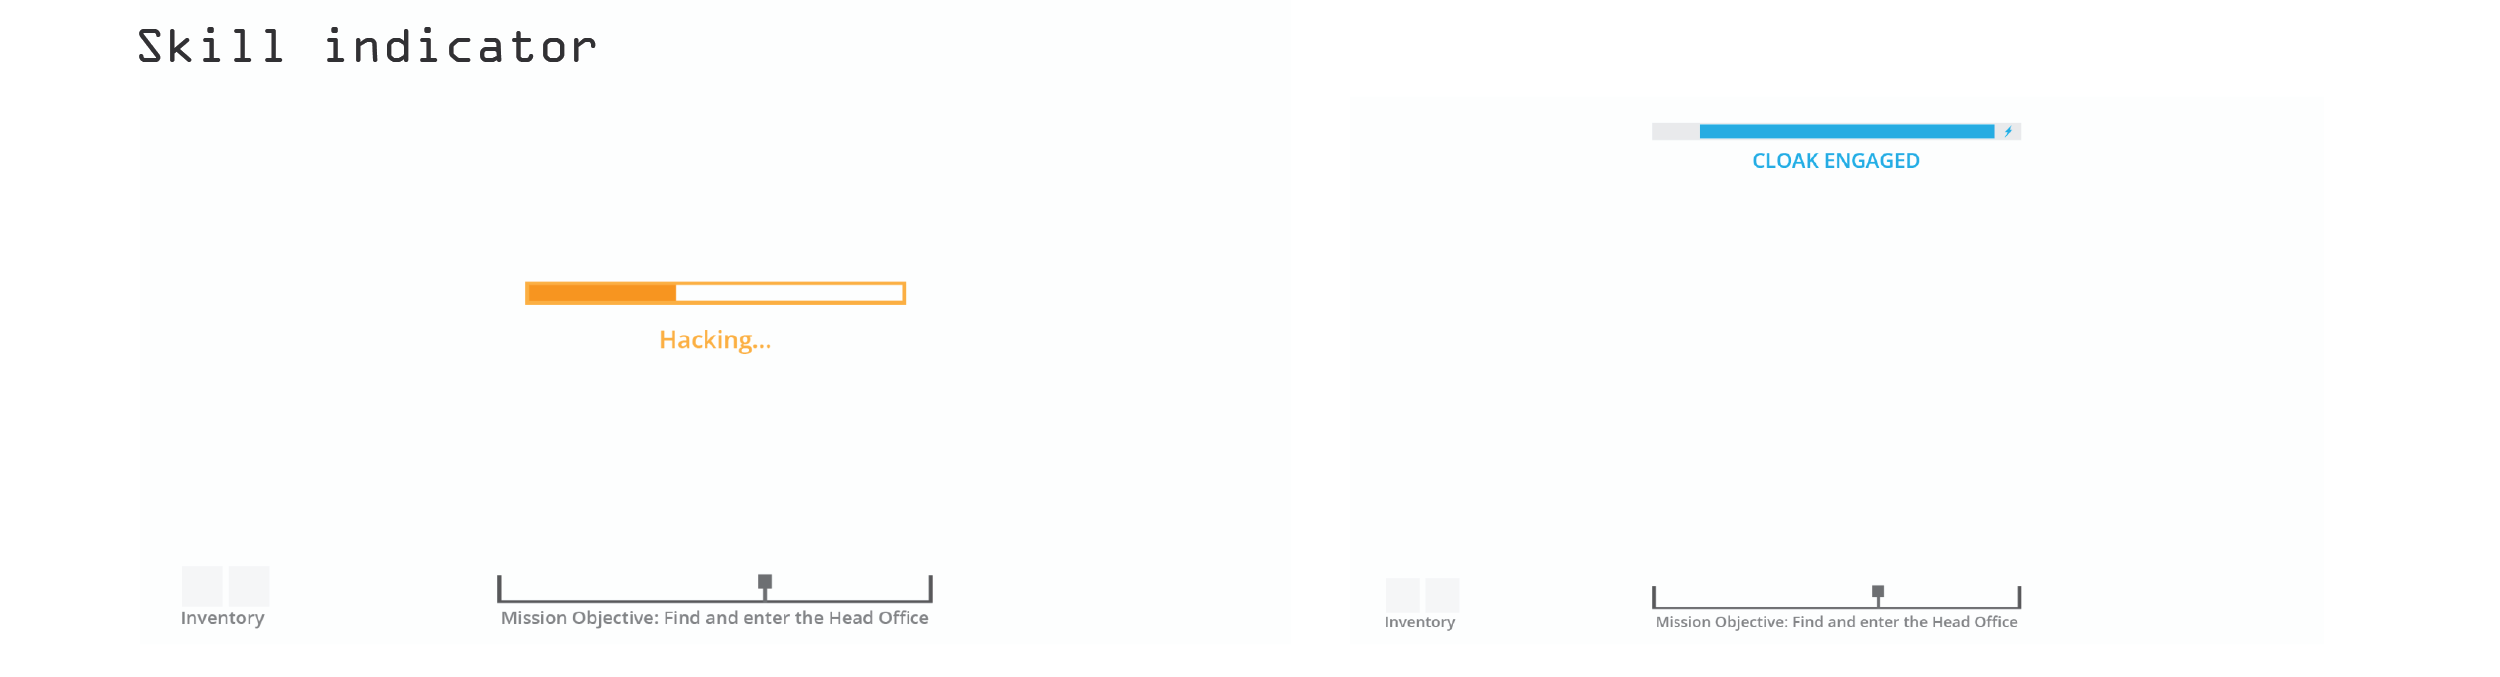 Skill indicator
Hacking...
Inventory
Mission Objective: Find and enter the Head Office
CLOAK ENGAGED
Inventory
Mission Objective: Find and enter the Head Office